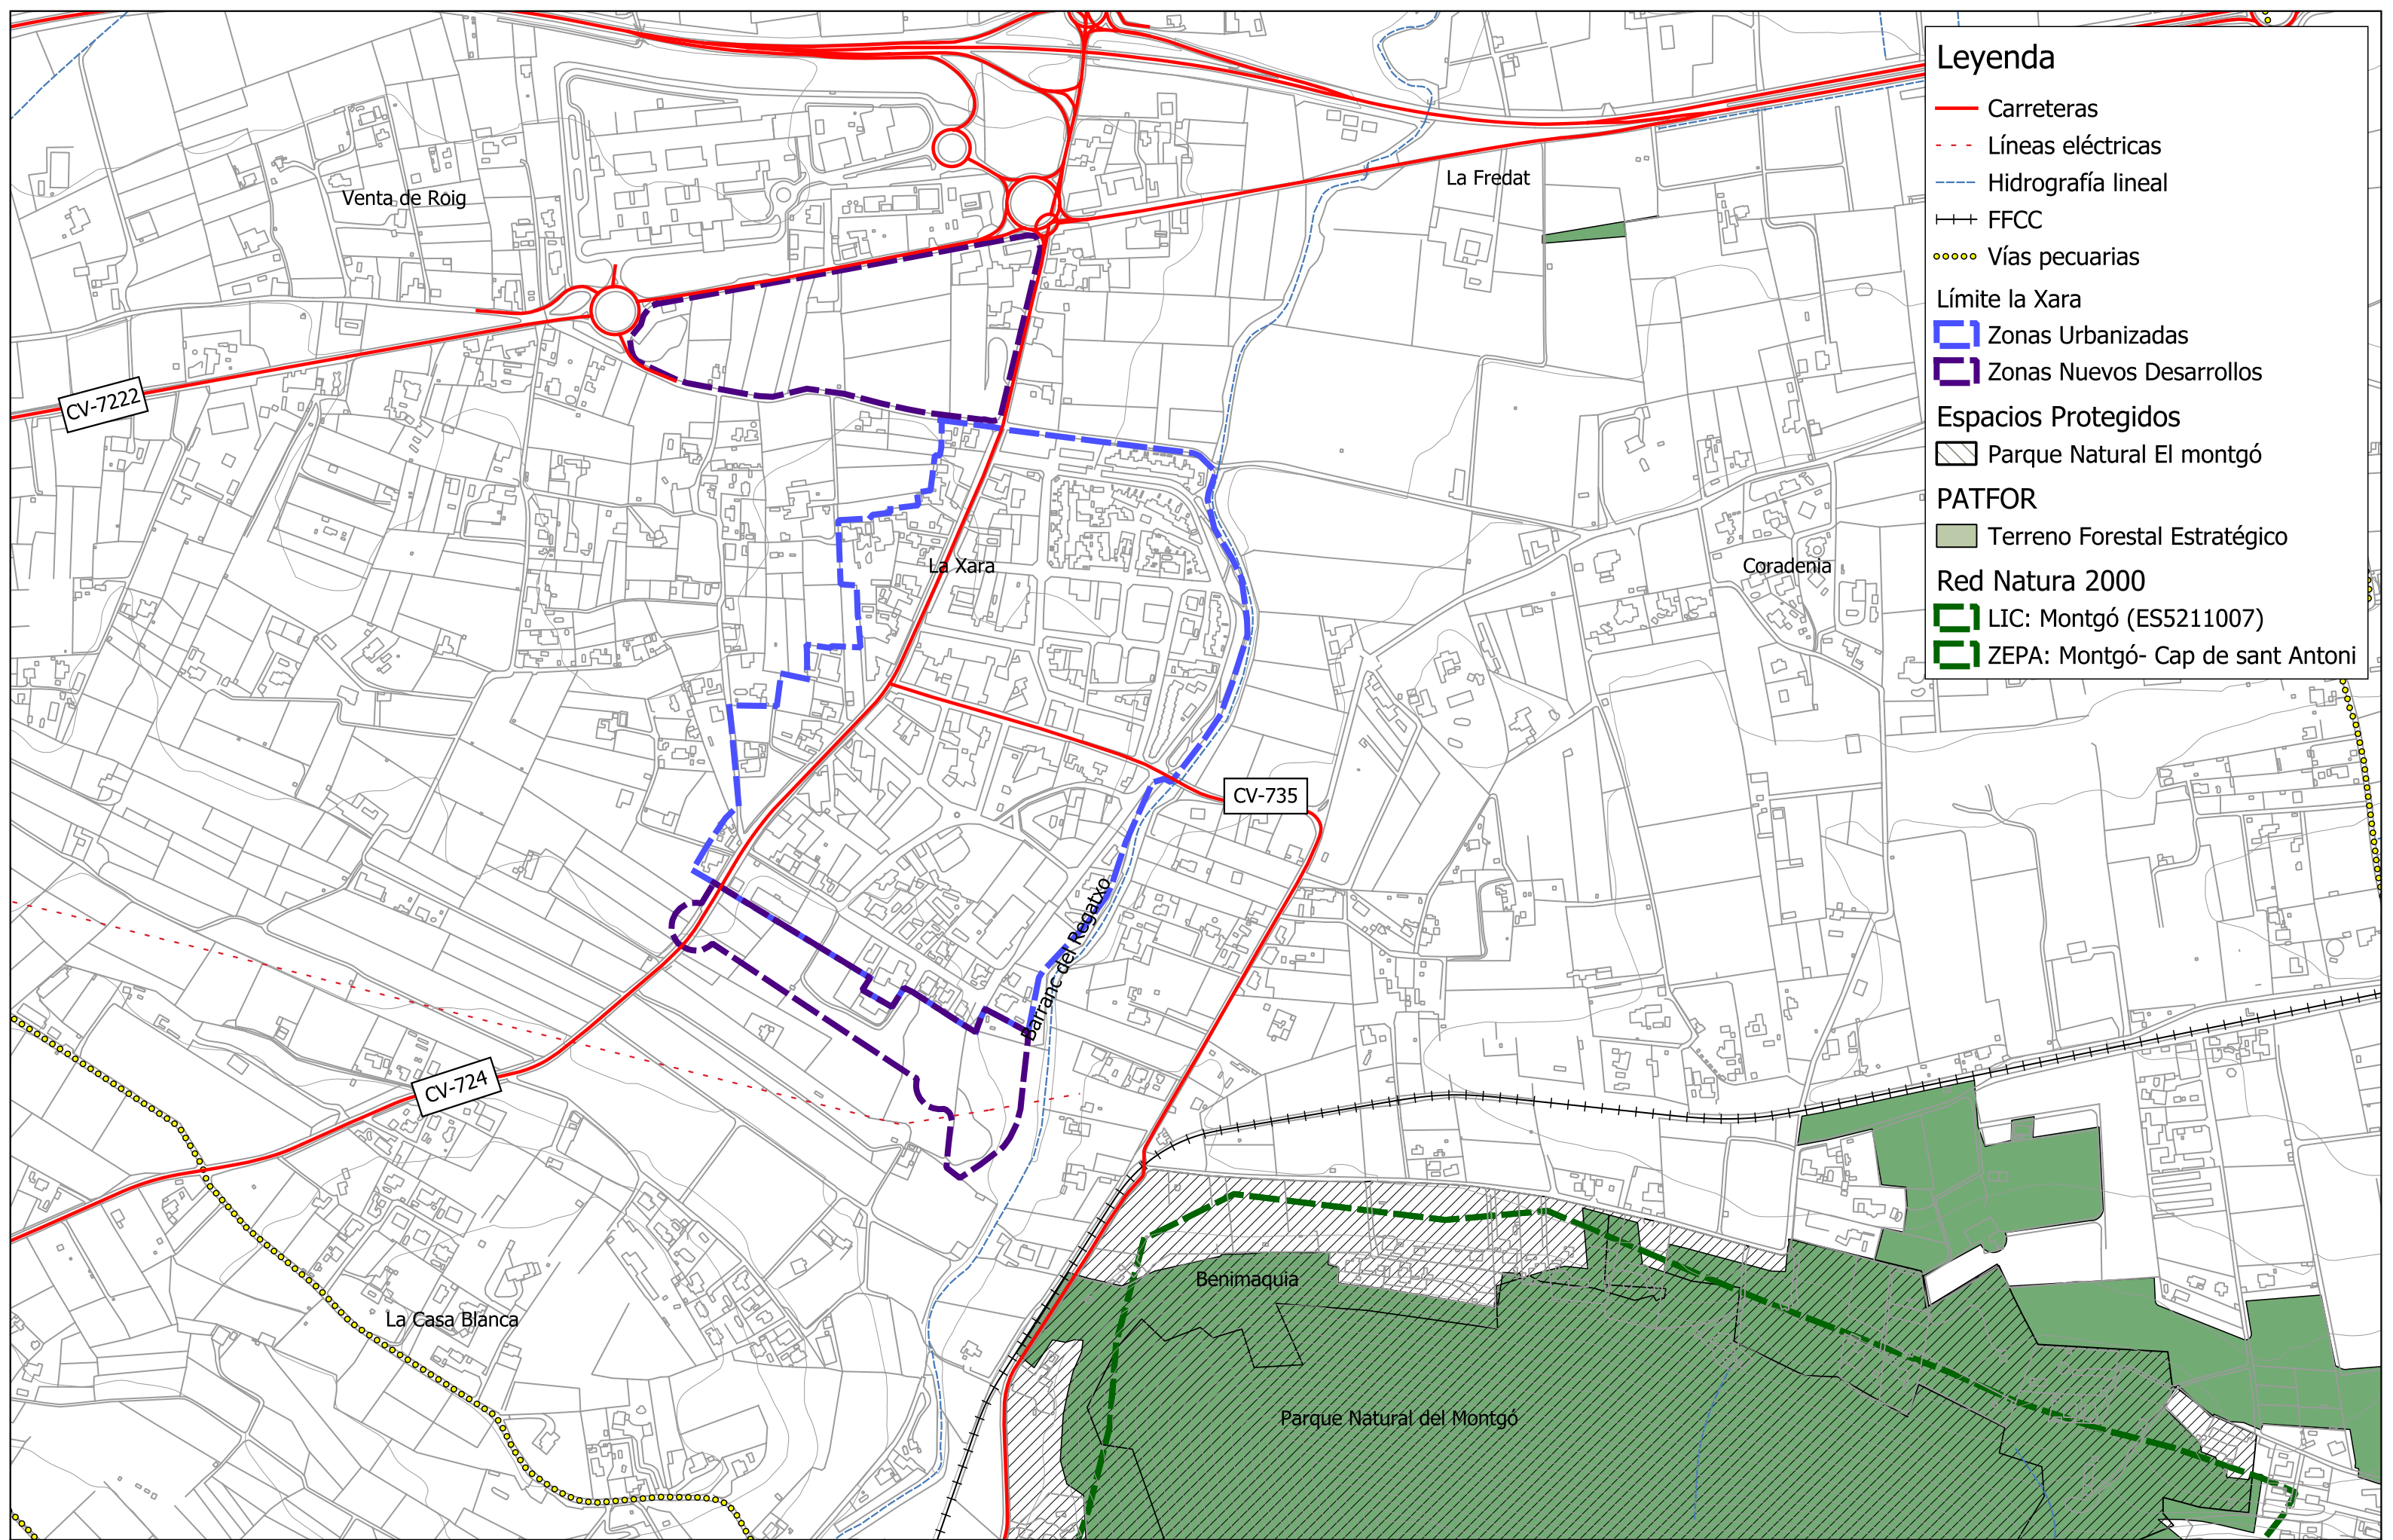 Leyenda
Carreteras
Líneas eléctricas
Hidrografía lineal
FFCC
Vías pecuarias
Límite la Xara
Zonas Urbanizadas
Zonas Nuevos Desarrollos
Espacios Protegidos
Parque Natural El montgó
PATFOR
Terreno Forestal Estratégico
Red Natura 2000
LIC: Montgó (ES5211007)
ZEPA: Montgó- Cap de sant Antoni
Venta de Roig
La Fredat
CV-7222
La Xara
Coradenia
CV-735
Barranc del Regatxo
CV-724
Benimaquia
La Casa Blanca
Parque Natural del Montgó